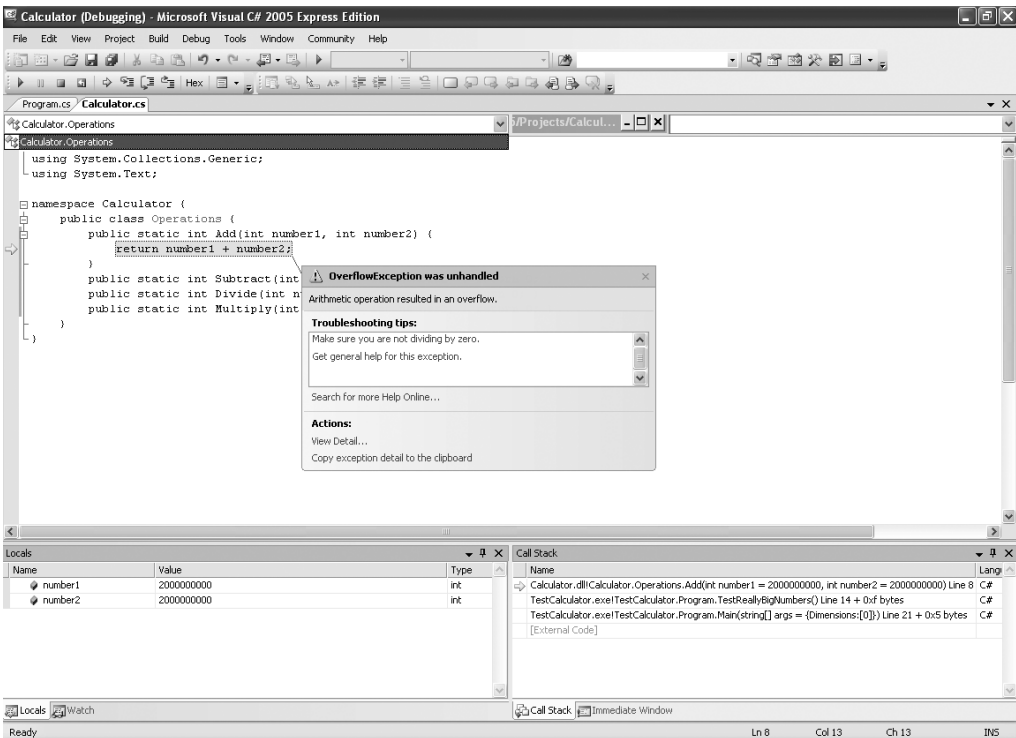 Calculator (Debugging) - Microsoft Visual C# 2005 Express Edition
File Edit View Project Build Debug Tools Window Community Help
Hex
Program.cs Calculator.cs
Calculator.Operations
/Projects/Calcul...
Calculator.Operations
using System.Collections.Generic;
using System.Text;
namespace Calculator {
public class Operations {
public static int Add(int number1, int number2) {
return number1 + number2;
}
public static int Subtract(int
public static int Divide(int n
public static int Multiply(int
}
}
OverflowException was unhandled
Arithmetic operation resulted in an overflow.
Troubleshooting tips:
Make sure you are not dividing by zero.
Get general help for this exception.
Search for more Help Online...
Actions:
View Detail...
Copy exception detail to the clipboard
Locals
Name Value Type
number1 2000000000 int
number2 2000000000 int
Locals Watch
Call Stack
Name Lang
Calculator.dll!Calculator.Operations.Add(int number1 = 2000000000, int number2 = 2000000000) Line 8 C#
TestCalculator.exe!TestCalculator.Program.TestReallyBigNumbers() Line 14 + 0xf bytes C#
TestCalculator.exe!TestCalculator.Program.Main(string[] args = {Dimensions:[0]}) Line 21 + 0x5 bytes C#
[External Code]
Call Stack Immediate Window
Ready Ln 8 Col 13 Ch 13 INS